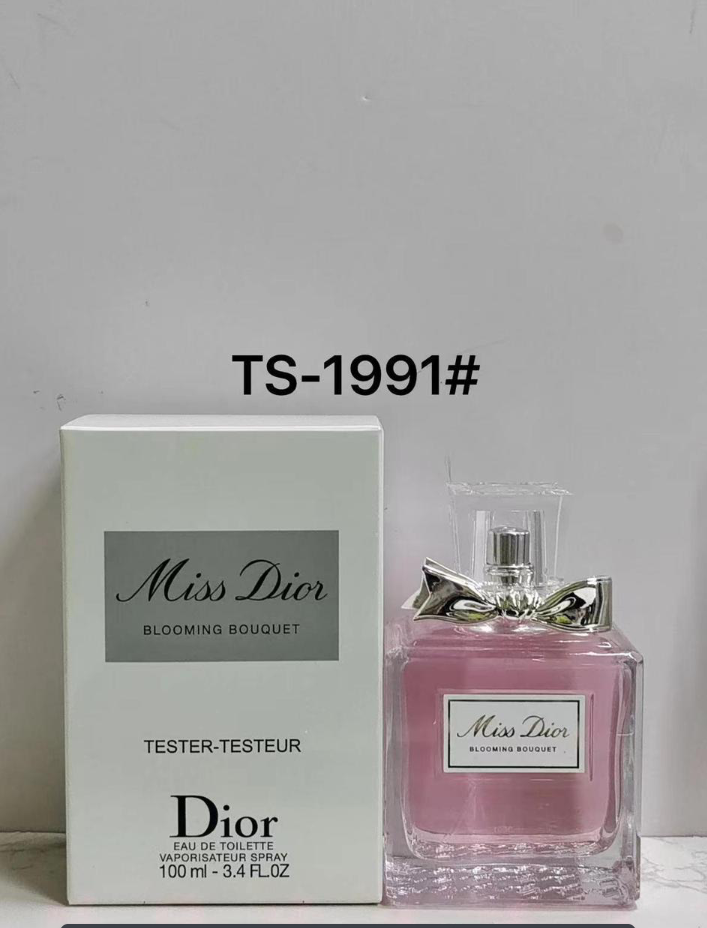 TS-1991#
Miss Dior
BLOOMING BOUQUET
TESTER-TESTEUR
Dior
EAU DE TOILETTE
VAPORISATEUR SPRAY
100 ml - 3.4 FL.OZ
Miss Dior
BLOOMING BOUQUET